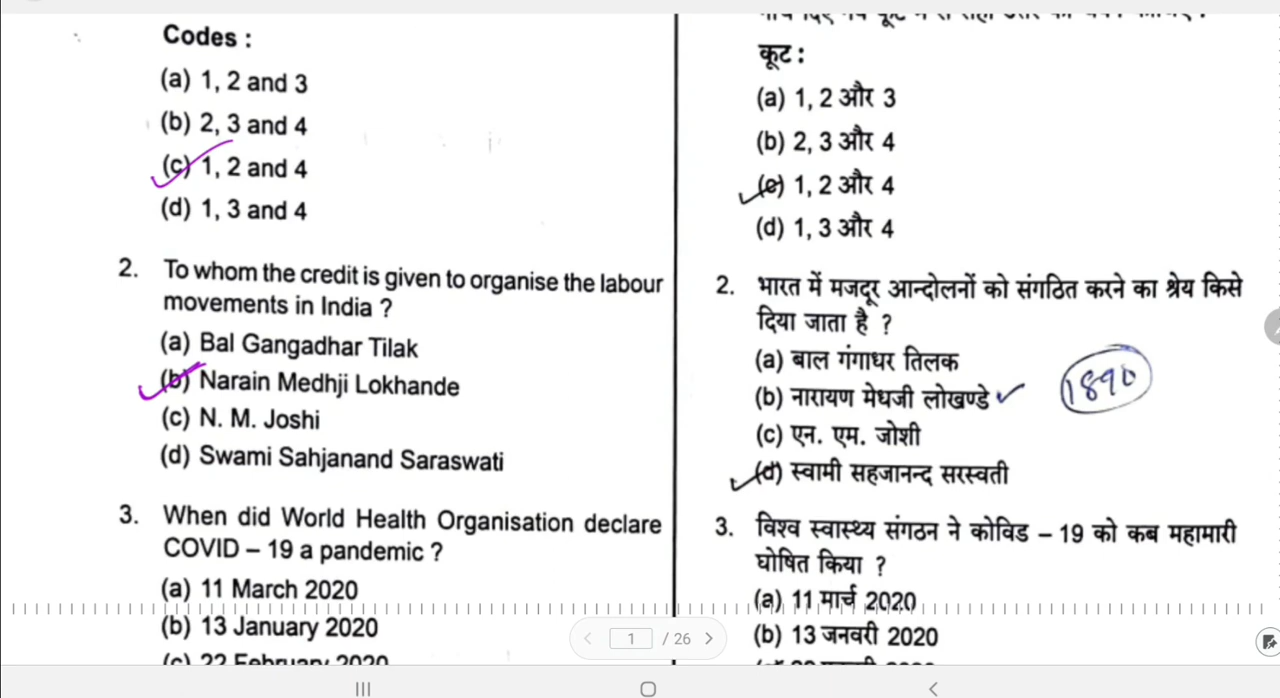 Codes :
(a) 1, 2 and 3
(b) 2, 3 and 4
(c) 1, 2 and 4
(d) 1, 3 and 4
2. To whom the credit is given to organise the labour
movements in India ?
(a) Bal Gangadhar Tilak
(b) Narain Medhji Lokhande
(c) N. M. Joshi
(d) Swami Sahjanand Saraswati
3. When did World Health Organisation declare
COVID – 19 a pandemic ?
(a) 11 March 2020
(b) 13 January 2020
(c) 22 February 2020
कूट :
(a) 1, 2 और 3
(b) 2, 3 और 4
(c) 1, 2 और 4
(d) 1, 3 और 4
2. भारत में मजदूर आन्दोलनों को संगठित करने का श्रेय किसे
दिया जाता है ?
(a) बाल गंगाधर तिलक
(b) नारायण मेधजी लोखण्डे
1890
(c) एन. एम. जोशी
(d) स्वामी सहजानन्द सरस्वती
3. विश्व स्वास्थ्य संगठन ने कोविड – 19 को कब महामारी
घोषित किया ?
(a) 11 मार्च 2020
(b) 13 जनवरी 2020
1 / 26